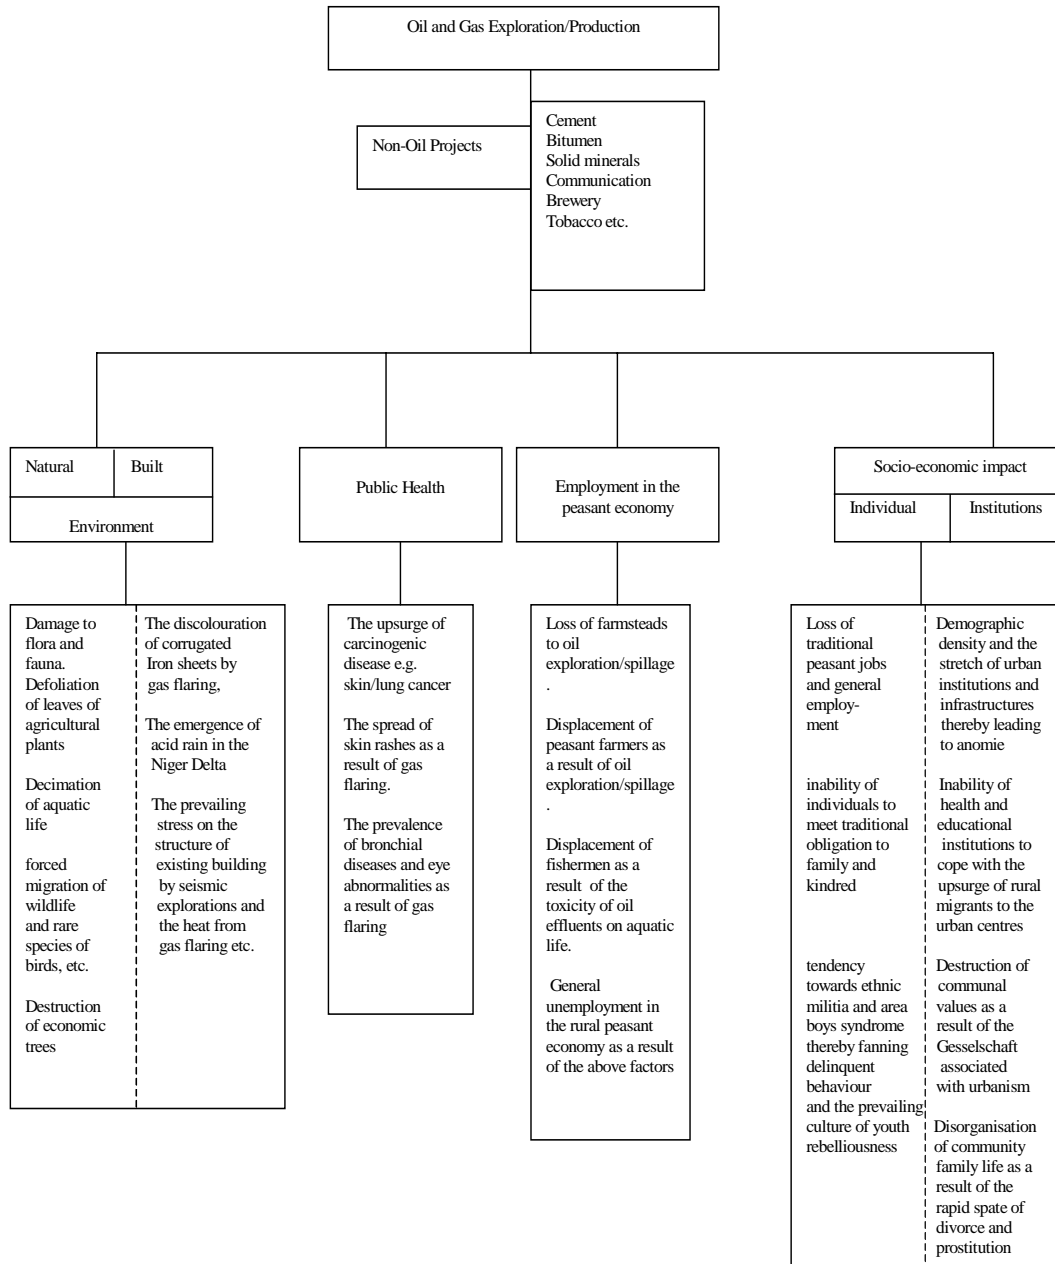 Oil and Gas Exploration/Production
Non-Oil Projects
Cement
Bitumen
Solid minerals
Communication
Brewery
Tobacco etc.
Natural
Built
Environment
Public Health
Employment in the
peasant economy
Socio-economic impact
Individual
Institutions
Damage to
flora and
fauna.
Defoliation
of leaves of
agricultural
plants
Decimation
of aquatic
life
forced
migration of
wildlife
and rare
species of
birds, etc.
Destruction
of economic
trees
The discolouration
of corrugated
Iron sheets by
gas flaring,
The emergence of
acid rain in the
Niger Delta
The prevailing
stress on the
structure of
existing building
by seismic
explorations and
the heat from
gas flaring etc.
The upsurge of
carcinogenic
disease e.g.
skin/lung cancer
The spread of
skin rashes as a
result of gas
flaring.
The prevalence
of bronchial
diseases and eye
abnormalities as
a result of gas
flaring
Loss of farmsteads
to oil
exploration/spillage
.
Displacement of
peasant farmers as
a result of oil
exploration/spillage
.
Displacement of
fishermen as a
result of the
toxicity of oil
effluents on aquatic
life.
General
unemployment in
the rural peasant
economy as a result
of the above factors
Loss of
traditional
peasant jobs
and general
employ-
ment
inability of
individuals to
meet traditional
obligation to
family and
kindred
tendency
towards ethnic
militia and area
boys syndrome
thereby fanning
delinquent
behaviour
and the prevailing
culture of youth
rebelliousness
Demographic
density and the
stretch of urban
institutions and
infrastructures
thereby leading
to anomie
Inability of
health and
educational
institutions to
cope with the
upsurge of rural
migrants to the
urban centres
Destruction of
communal
values as a
result of the
Gesselschaft
associated
with urbanism
Disorganisation
of community
family life as a
result of the
rapid spate of
divorce and
prostitution